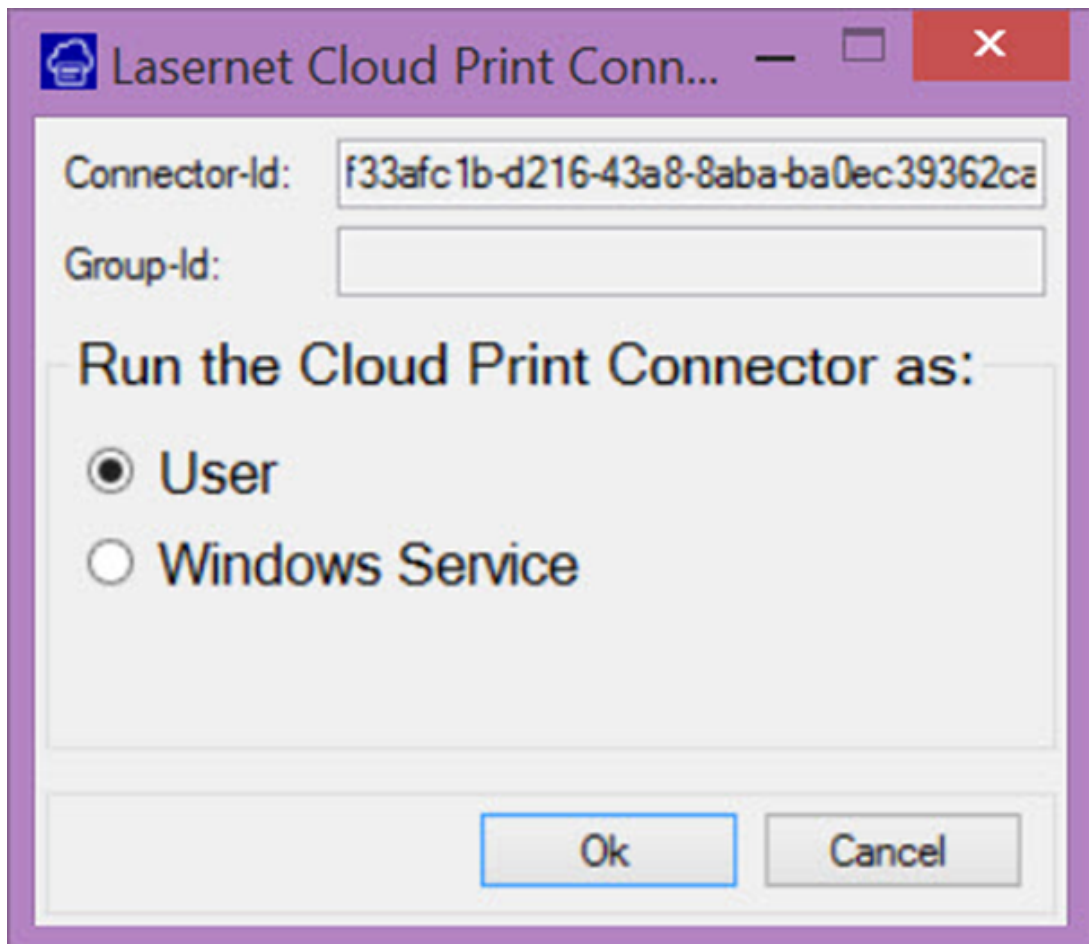 Lasernet Cloud Print Conn...
Connector-Id: f33afc1b-d216-43a8-8aba-ba0ec39362ca
Group-Id:
Run the Cloud Print Connector as:
User
Windows Service
Ok Cancel